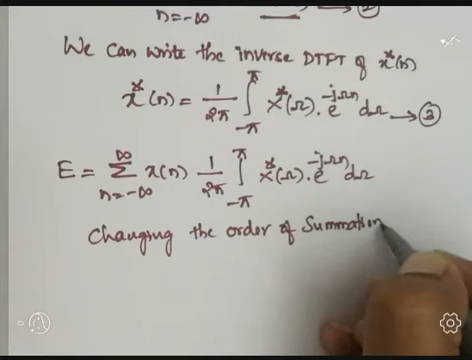 n=-∞
We can write the inverse DTFT of x*(n)
x*(n) = 1/2π ∫_{-π}^{π} X*(Ω). e^{-jΩn} dΩ → ②
E = ∑_{n=-∞}^{∞} x(n) 1/2π ∫_{-π}^{π} X*(Ω). e^{-jΩn} dΩ
Changing the order of Summation